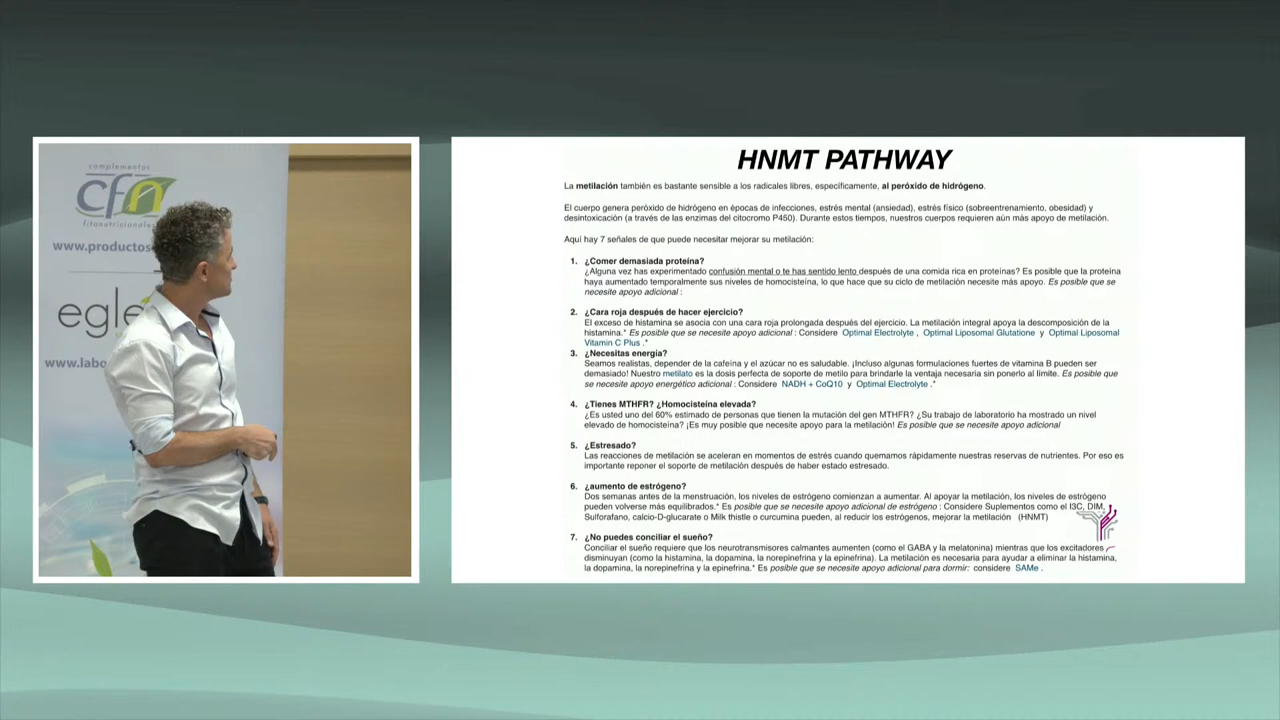 complementos
cfn
fitonutricionales
www.productos
egle
www.labo
HNMT PATHWAY
La metilación también es bastante sensible a los radicales libres, específicamente, al peróxido de hidrógeno.
El cuerpo genera peróxido de hidrógeno en épocas de infecciones, estrés mental (ansiedad), estrés físico (sobreentrenamiento, obesidad) y
desintoxicación (a través de las enzimas del citocromo P450). Durante estos tiempos, nuestros cuerpos requieren aún más apoyo de metilación.
Aquí hay 7 señales de que puede necesitar mejorar su metilación:
1. ¿Comer demasiada proteína?
¿Alguna vez has experimentado confusión mental o te has sentido lento después de una comida rica en proteínas? Es posible que la proteína
haya aumentado temporalmente sus niveles de homocisteína, lo que hace que su ciclo de metilación necesite más apoyo. Es posible que se
necesite apoyo adicional :
2. ¿Cara roja después de hacer ejercicio?
El exceso de histamina se asocia con una cara roja prolongada después del ejercicio. La metilación integral apoya la descomposición de la
histamina.* Es posible que se necesite apoyo adicional : Considere Optimal Electrolyte , Optimal Liposomal Glutatione y Optimal Liposomal
Vitamin C Plus .*
3. ¿Necesitas energía?
Seamos realistas, depender de la cafeína y el azúcar no es saludable. ¡Incluso algunas formulaciones fuertes de vitamina B pueden ser
demasiado! Nuestro metilato es la dosis perfecta de soporte de metilo para brindarle la ventaja necesaria sin ponerlo al límite. Es posible que
se necesite apoyo energético adicional : Considere NADH + CoQ10 y Optimal Electrolyte .*
4. ¿Tienes MTHFR? ¿Homocisteína elevada?
¿Es usted uno del 60% estimado de personas que tienen la mutación del gen MTHFR? ¿Su trabajo de laboratorio ha mostrado un nivel
elevado de homocisteína? ¡Es muy posible que necesite apoyo para la metilación! Es posible que se necesite apoyo adicional
5. ¿Estresado?
Las reacciones de metilación se aceleran en momentos de estrés cuando quemamos rápidamente nuestras reservas de nutrientes. Por eso es
importante reponer el soporte de metilación después de haber estado estresado.
6. ¿aumento de estrógeno?
Dos semanas antes de la menstruación, los niveles de estrógeno comienzan a aumentar. Al apoyar la metilación, los niveles de estrógeno
pueden volverse más equilibrados.* Es posible que se necesite apoyo adicional de estrógeno : Considere Suplementos como el I3C, DIM,
Sulforafano, calcio-D-glucarate o Milk thistle o curcumina pueden, al reducir los estrógenos, mejorar la metilación (HNMT)
7. ¿No puedes conciliar el sueño?
Conciliar el sueño requiere que los neurotransmisores calmantes aumenten (como el GABA y la melatonina) mientras que los excitadores
disminuyan (como la histamina, la dopamina, la norepinefrina y la epinefrina). La metilación es necesaria para ayudar a eliminar la histamina,
la dopamina, la norepinefrina y la epinefrina.* Es posible que se necesite apoyo adicional para dormir: considere SAMe .